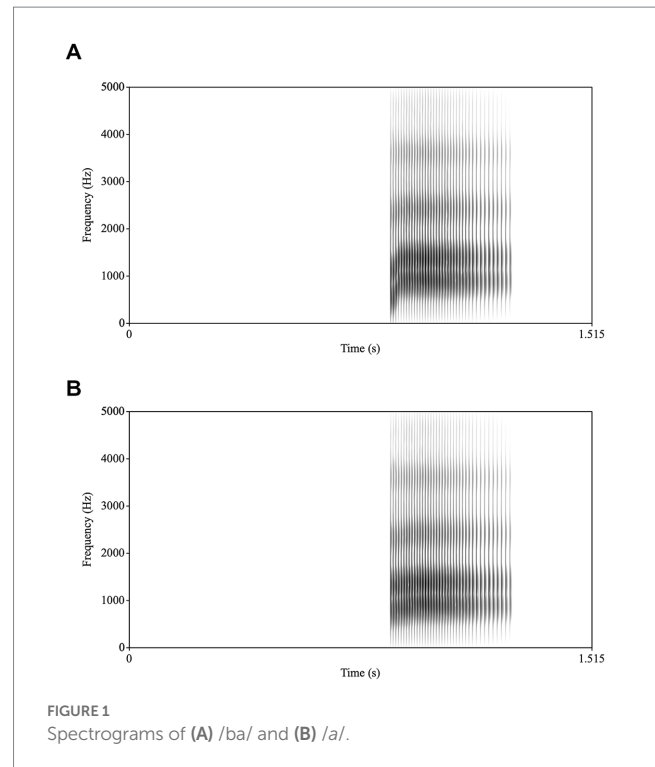 A
5000
4000
3000
2000
1000
0
Frequency (Hz)
0
1.515
Time (s)
B
5000
4000
3000
2000
1000
0
Frequency (Hz)
0
1.515
Time (s)
FIGURE 1
Spectrograms of (A) /ba/ and (B) /a/.